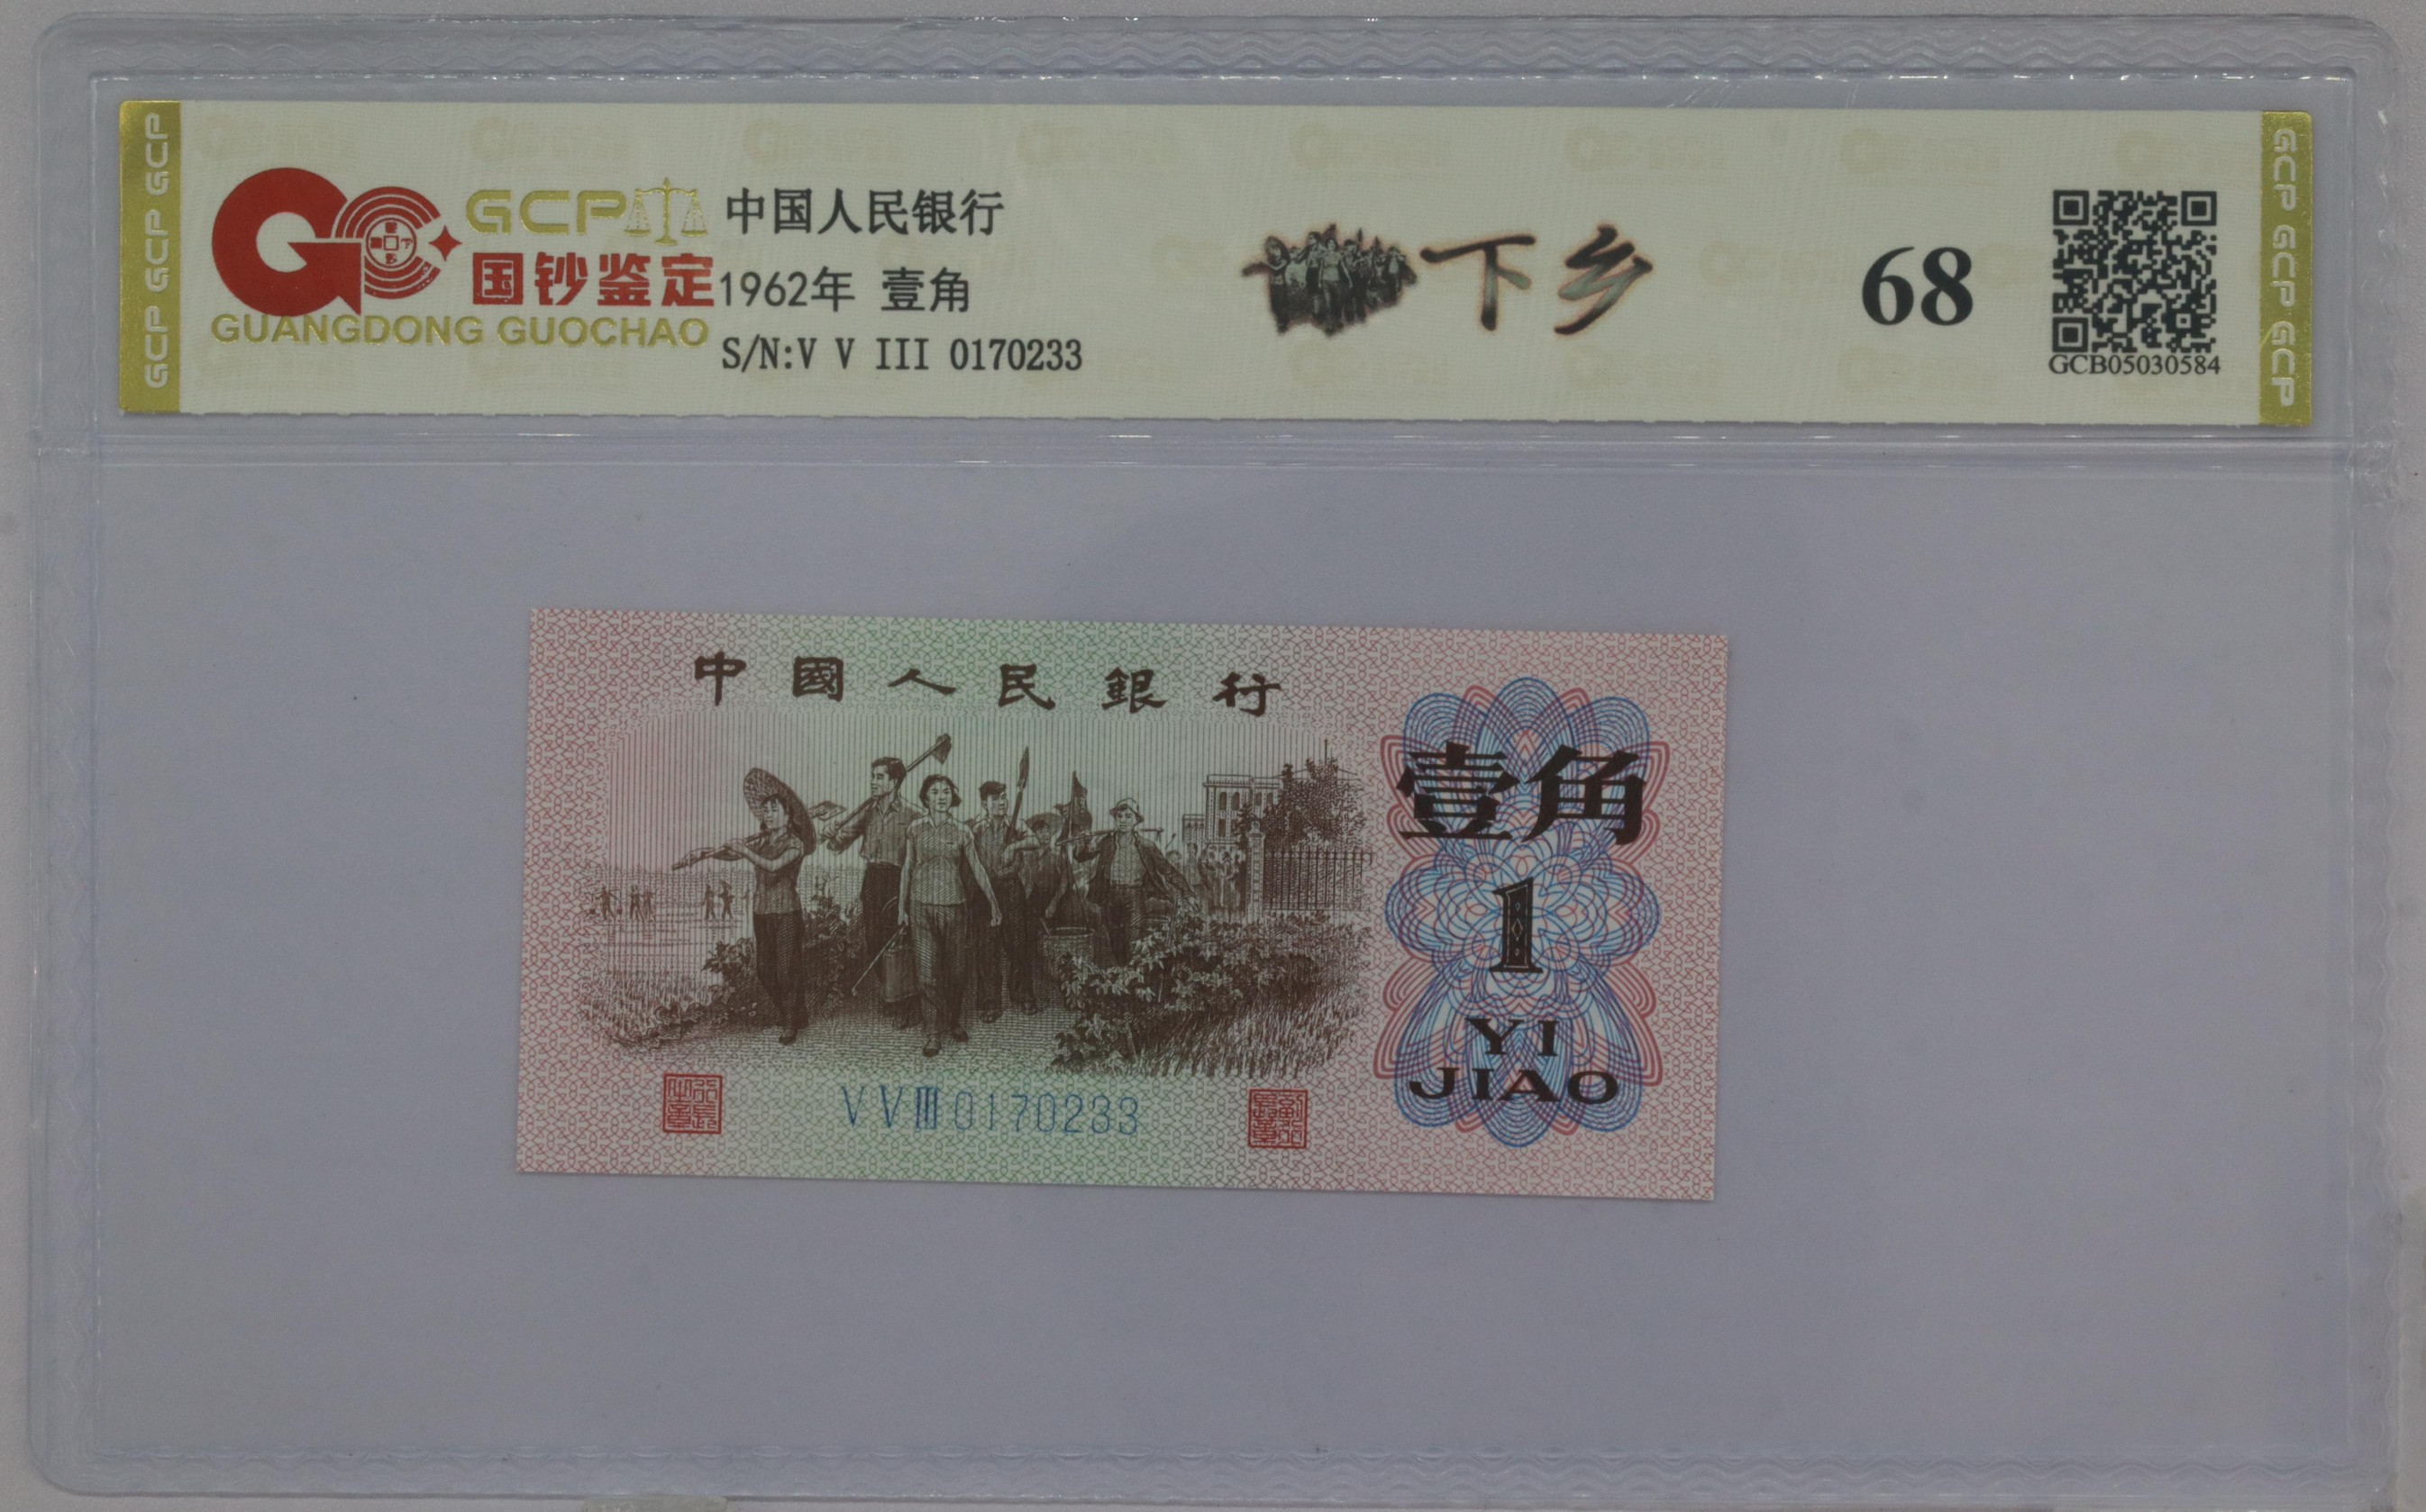 GCP GCP GCP
GCP
国钞鉴定
GUANGDONG GUOCHAO
中国人民银行
1962年 壹角
S/N:V V III 0170233
下乡
68
GCB05030584
GCP GCP GCP
中國人民銀行
壹角
1
YI
JIAO
V V III 0170233